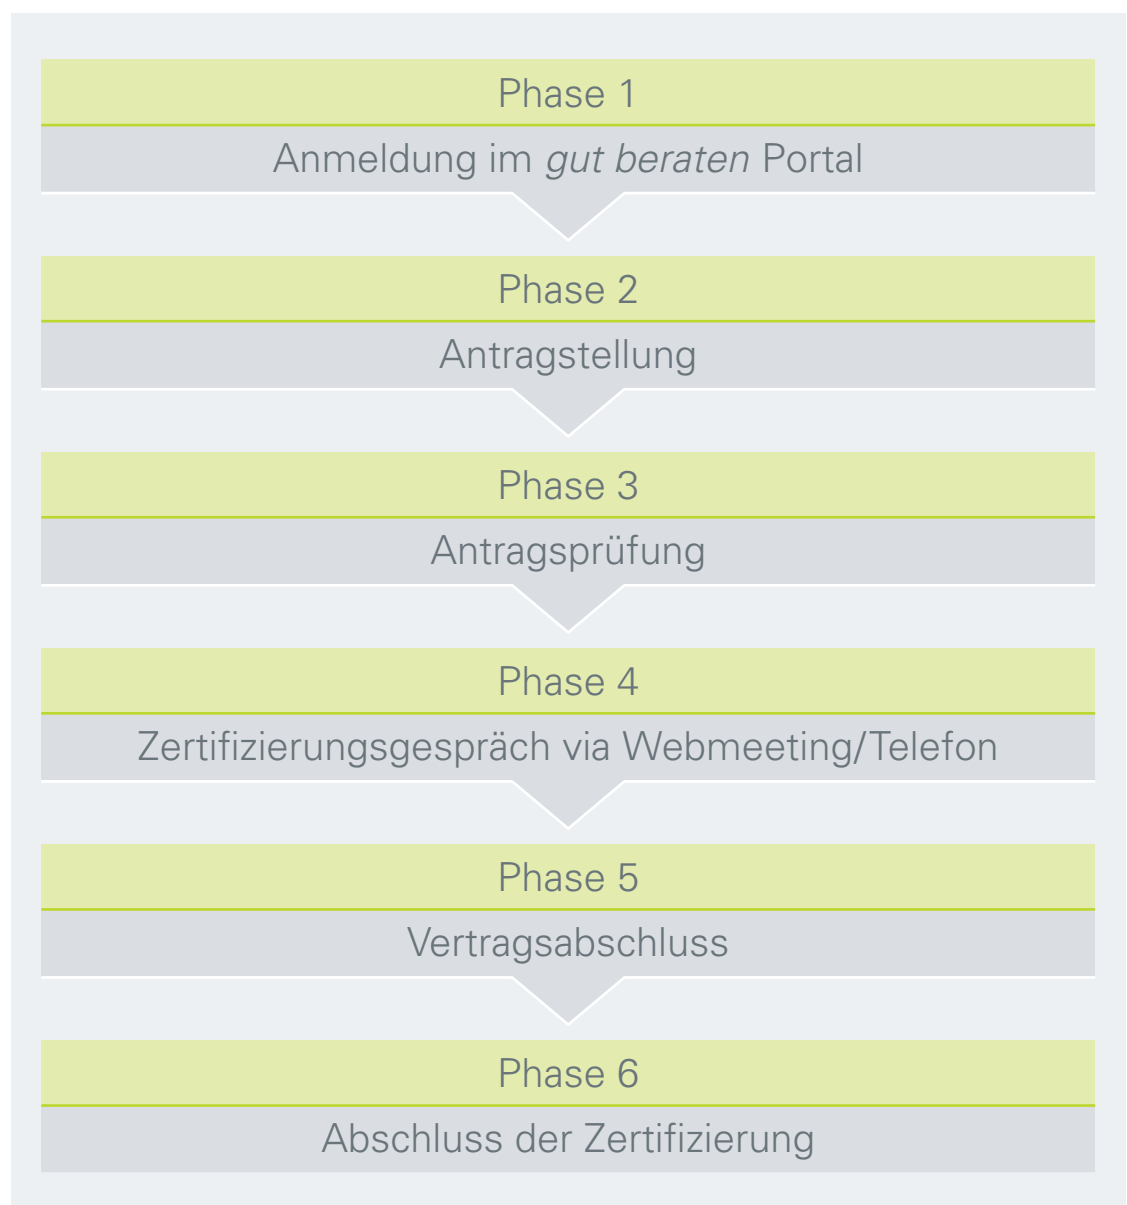 Phase 1
Anmeldung im gut beraten Portal
Phase 2
Antragstellung
Phase 3
Antragsprüfung
Phase 4
Zertifizierungsgespräch via Webmeeting/Telefon
Phase 5
Vertragsabschluss
Phase 6
Abschluss der Zertifizierung